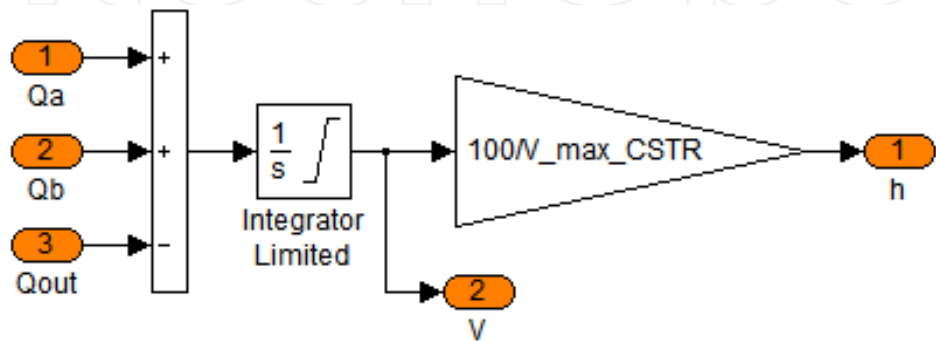 1
+
Qa
2
+
Qb
3
−
Qout
1
s
Integrator
Limited
100/V_max_CSTR
1
h
2
V